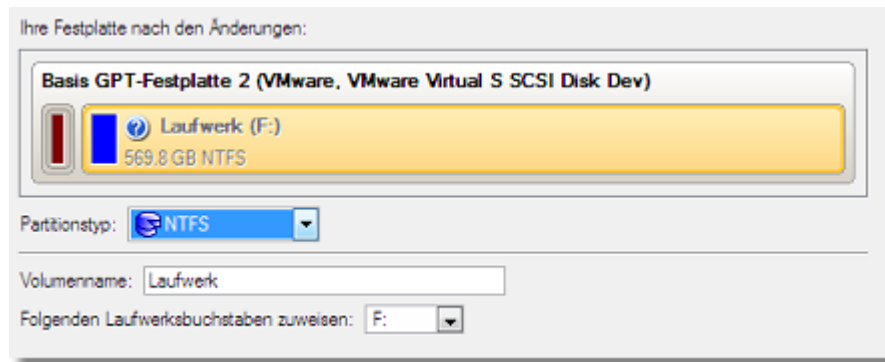 Ihre Festplatte nach den Änderungen:
Basis GPT-Festplatte 2 (VMware, VMware Virtual S SCSI Disk Dev)
Laufwerk (F:)
569.8 GB NTFS
Partitionstyp: NTFS
Volumenname: Laufwerk
Folgenden Laufwerksbuchstaben zuweisen: F: